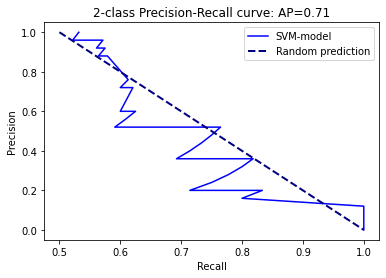 2-class Precision-Recall curve: AP=0.71
SVM-model
Random prediction
Precision
1.0
0.8
0.6
0.4
0.2
0.0
0.5 0.6 0.7 0.8 0.9 1.0
Recall